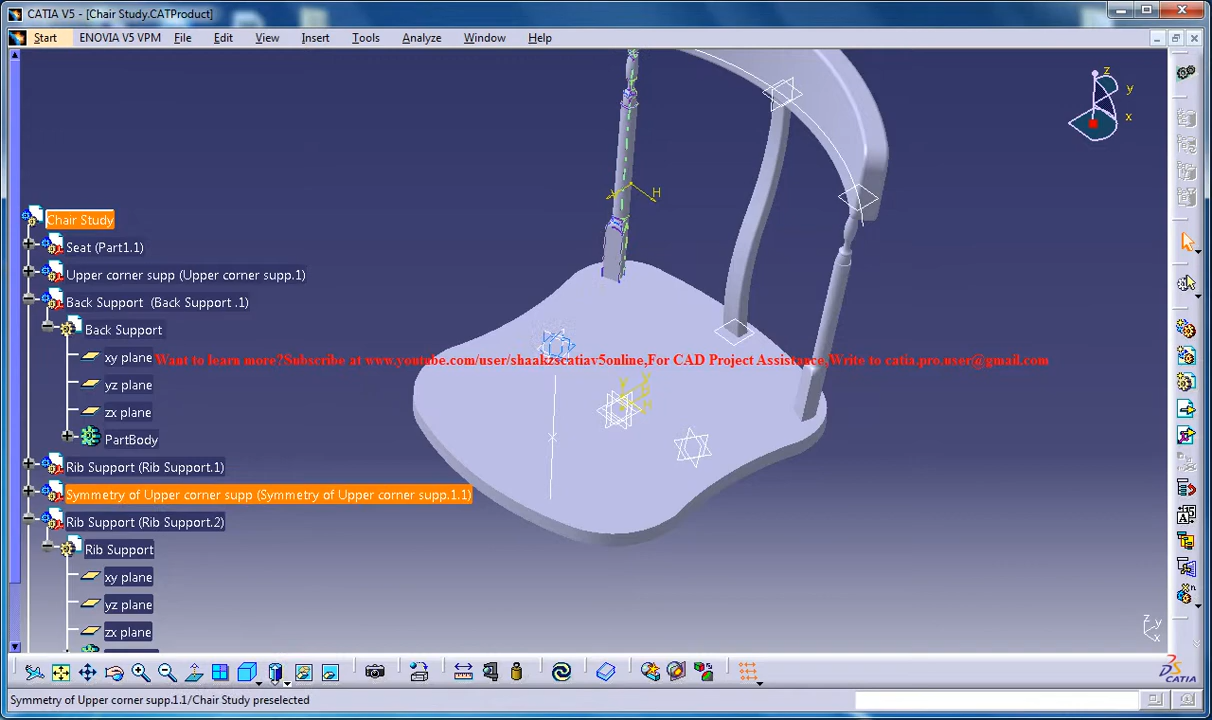 CATIA V5 - [Chair Study.CATProduct]
Start ENOVIA V5 VPM File Edit View Insert Tools Analyze Window Help
z
y
x
H
Chair Study
Seat (Part1.1)
Upper corner supp (Upper corner supp.1)
Back Support (Back Support .1)
Back Support
xy plane
Want to learn more?Subscribe at www.youtube.com/user/shaakzscatiav5online,For CAD Project Assistance,Write to catia.pro.user@gmail.com
yz plane
zx plane
PartBody
Rib Support (Rib Support.1)
Symmetry of Upper corner supp (Symmetry of Upper corner supp.1.1)
Rib Support (Rib Support.2)
Rib Support
xy plane
yz plane
zx plane
z y
x
CATIA
Symmetry of Upper corner supp.1.1/Chair Study preselected